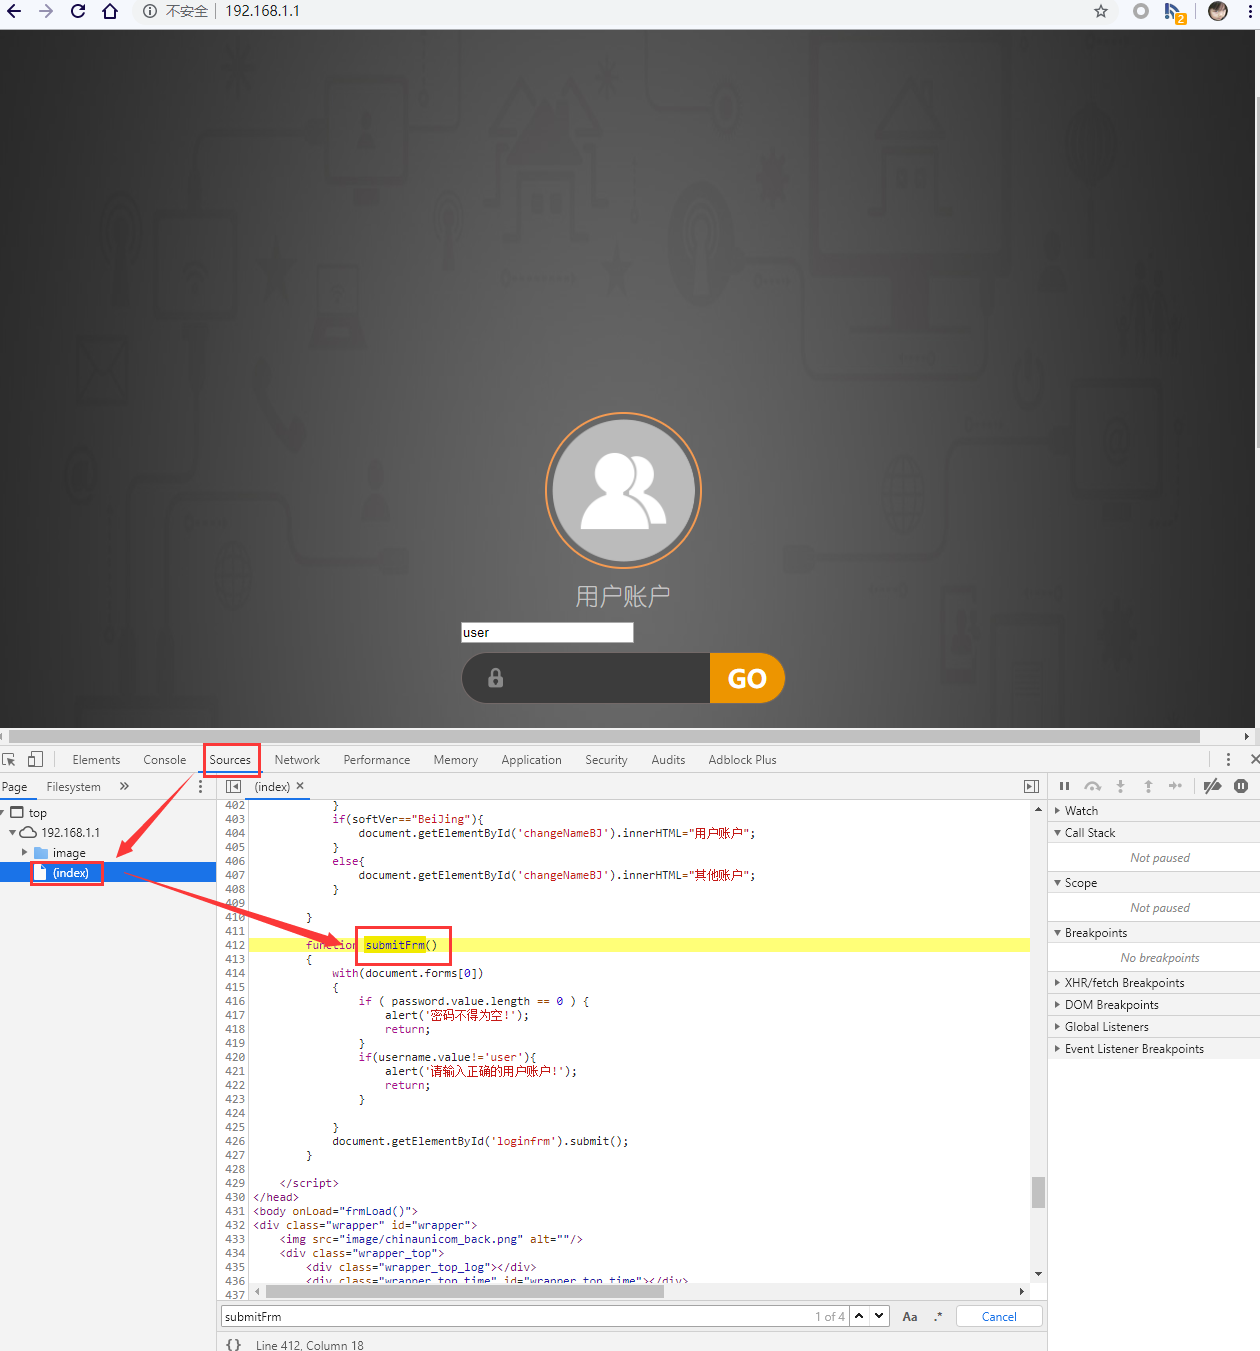 不安全 192.168.1.1
2
用户账户
user
GO
Elements Console Sources Network Performance Memory Application Security Audits Adblock Plus
Page Filesystem »
(index) ×
top
192.168.1.1
image
(index)
402 }
403 if(softVer=="BeiJing"){
404 document.getElementById('changeNameBJ').innerHTML="用户账户";
405 }
406 else{
407 document.getElementById('changeNameBJ').innerHTML="其他账户";
408 }
409
410 }
411
412 function submitFrm()
413 {
414 with(document.forms[0])
415 {
416 if ( password.value.length == 0 ) {
417 alert('密码不得为空!');
418 return;
419 }
420 if(username.value!='user'){
421 alert('请输入正确的用户账户!');
422 return;
423 }
424
425 }
426 document.getElementById('loginfrm').submit();
427 }
428
429 </script>
430 </head>
431 <body onLoad="frmLoad()">
432 <div class="wrapper" id="wrapper">
433 <img src="image/chinaunicom_back.png" alt=""/>
434 <div class="wrapper_top">
435 <div class="wrapper_top_log"></div>
436 <div class="wrapper_top_time" id="wrapper_top_time"></div>
437
submitFrm 1 of 4 Aa .* Cancel
{} Line 412, Column 18
Watch
Call Stack
Not paused
Scope
Not paused
Breakpoints
No breakpoints
XHR/fetch Breakpoints
DOM Breakpoints
Global Listeners
Event Listener Breakpoints